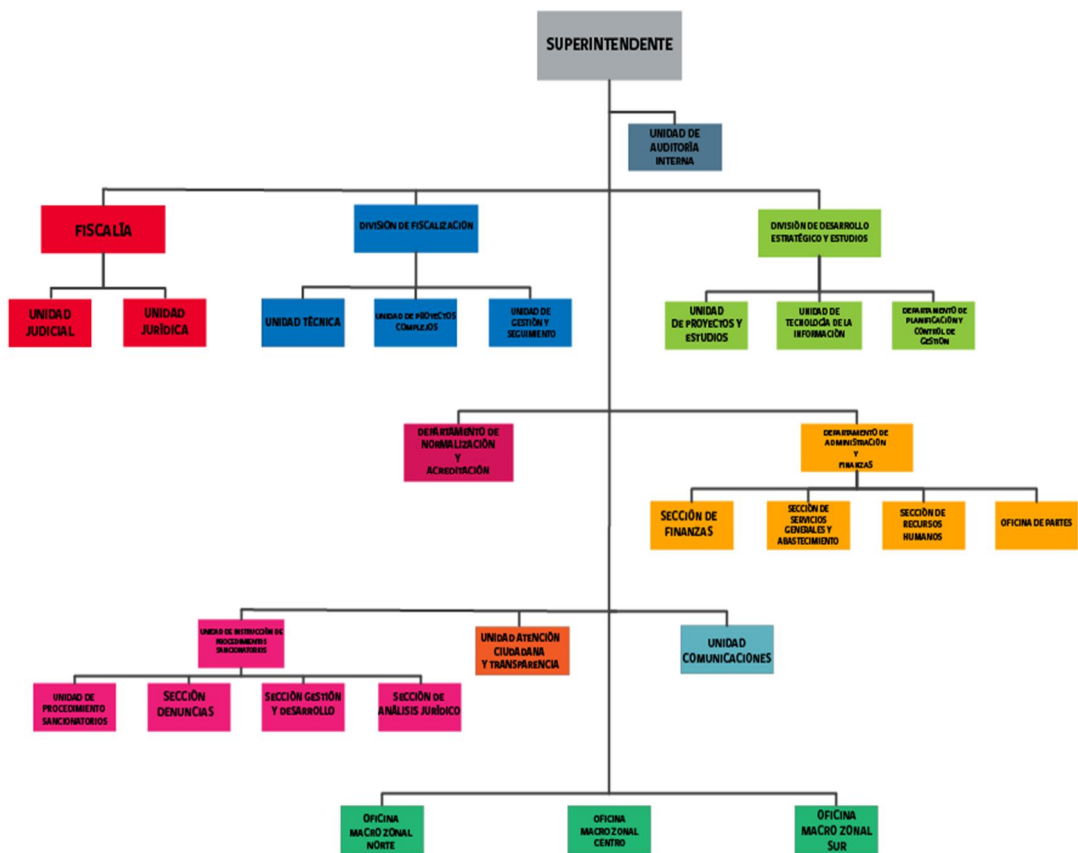 SUPERINTENDENTE
UNIDAD DE
AUDITORÍA
INTERNA
FISCALÍA
DIVISIÓN DE FISCALIZACIÓN
DIVISIÓN DE DESARROLLO
ESTRATÉGICO Y ESTUDIOS
UNIDAD
JUDICIAL
UNIDAD
JURÍDICA
UNIDAD TÉCNICA
UNIDAD DE PROYECTOS
COMPLEJOS
UNIDAD DE
GESTIÓN Y
SEGUIMIENTO
UNIDAD
DE PROYECTOS Y
ESTUDIOS
UNIDAD DE
TECNOLOGÍA DE LA
INFORMACIÓN
DEPARTAMENTO DE
PLANIFICACIÓN Y
CONTROL DE
GESTIÓN
DEPARTAMENTO DE
NORMALIZACIÓN
Y
ACREDITACIÓN
DEPARTAMENTO DE
ADMINISTRACIÓN
Y
FINANZAS
SECCIÓN DE
FINANZAS
SECCIÓN DE
SERVICIOS
GENERALES Y
ABASTECIMIENTO
SECCIÓN DE
RECURSOS
HUMANOS
OFICINA DE PARTES
UNIDAD DE INSTRUCCIÓN DE
PROCEDIMIENTOS
SANCIONATORIOS
UNIDAD ATENCIÓN
CIUDADANA
Y TRANSPARENCIA
UNIDAD
COMUNICACIONES
UNIDAD DE
PROCEDIMIENTO
SANCIONATORIOS
SECCIÓN
DENUNCIAS
SECCIÓN GESTIÓN
Y DESARROLLO
SECCIÓN DE
ANÁLISIS JURÍDICO
OFICINA
MACRO ZONAL
NORTE
OFICINA
MACRO ZONAL
CENTRO
OFICINA
MACRO ZONAL
SUR